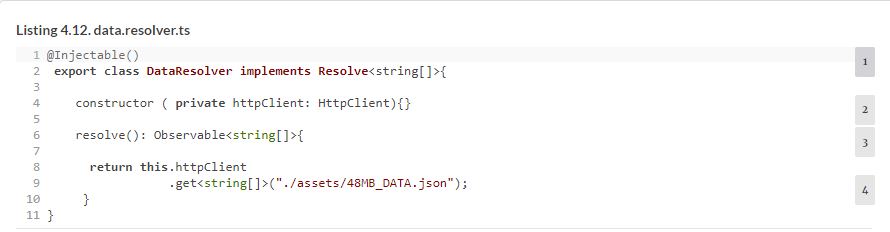 Listing 4.12. data.resolver.ts
1 @Injectable() 1
2 export class DataResolver implements Resolve<string[]>{
3
4 constructor ( private httpClient: HttpClient){} 2
5
6 resolve(): Observable<string[]>{ 3
7
8 return this.httpClient
9 .get<string[]>("./assets/48MB_DATA.json"); 4
10 }
11 }